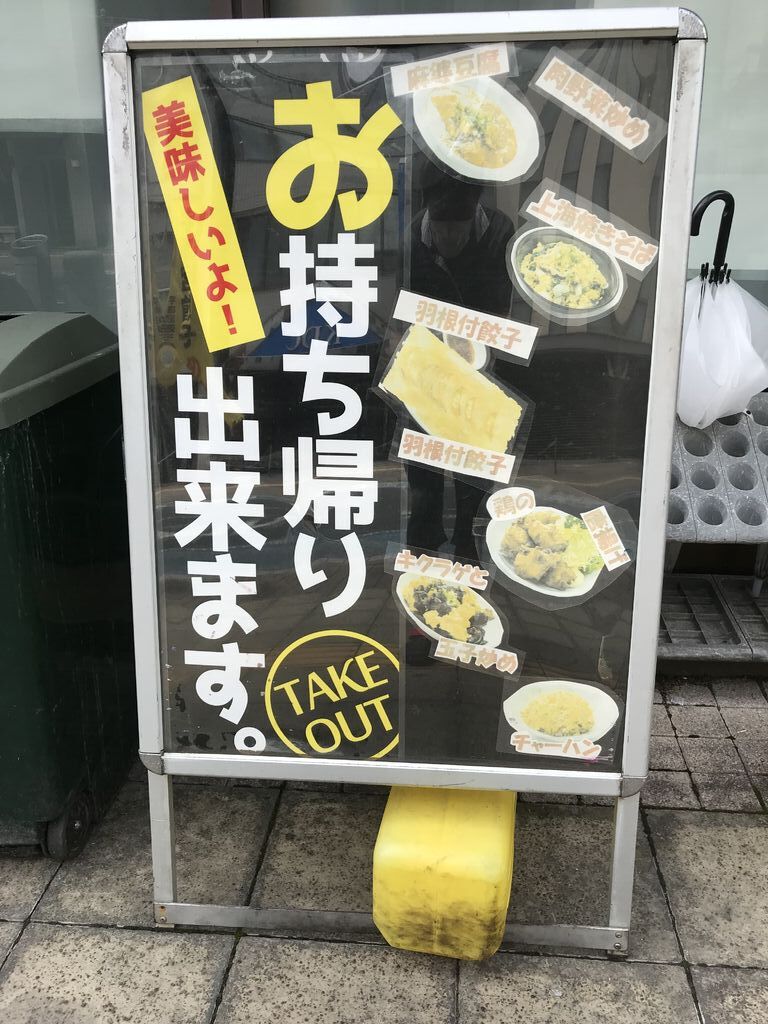 美味しいよ!
お持ち帰り
出来ます。
TAKE
OUT
麻婆豆腐
肉野菜炒め
上海焼きそば
羽根付餃子
羽根付餃子
鶏の
キクラゲと
玉子炒め
チャーハン